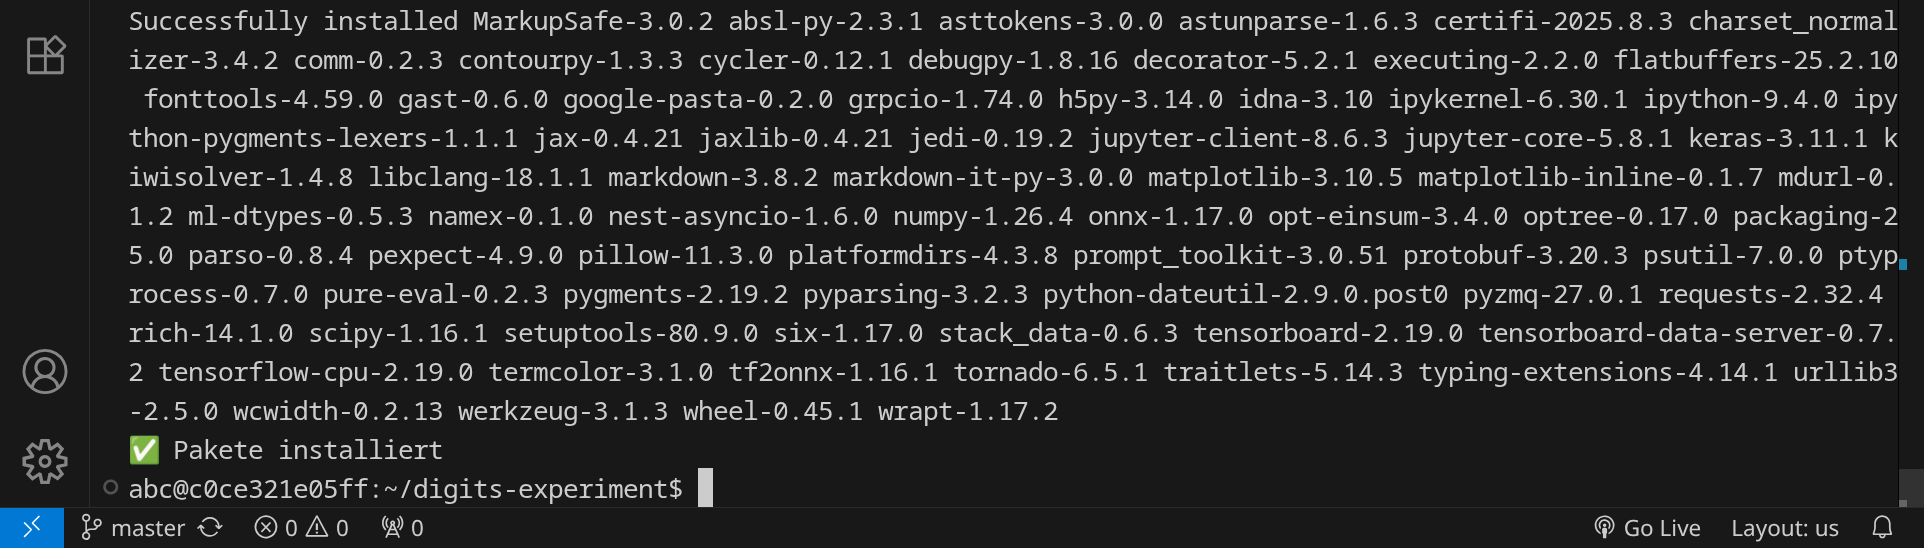 Successfully installed MarkupSafe-3.0.2 absl-py-2.3.1 asttokens-3.0.0 astunparse-1.6.3 certifi-2025.8.3 charset_normal
izer-3.4.2 comm-0.2.3 contourpy-1.3.3 cycler-0.12.1 debugpy-1.8.16 decorator-5.2.1 executing-2.2.0 flatbuffers-25.2.10
 fonttools-4.59.0 gast-0.6.0 google-pasta-0.2.0 grpcio-1.74.0 h5py-3.14.0 idna-3.10 ipykernel-6.30.1 ipython-9.4.0 ipy
thon-pygments-lexers-1.1.1 jax-0.4.21 jaxlib-0.4.21 jedi-0.19.2 jupyter-client-8.6.3 jupyter-core-5.8.1 keras-3.11.1 k
iwisolver-1.4.8 libclang-18.1.1 markdown-3.8.2 markdown-it-py-3.0.0 matplotlib-3.10.5 matplotlib-inline-0.1.7 mdurl-0.
1.2 ml-dtypes-0.5.3 namex-0.1.0 nest-asyncio-1.6.0 numpy-1.26.4 onnx-1.17.0 opt-einsum-3.4.0 optree-0.17.0 packaging-2
5.0 parso-0.8.4 pexpect-4.9.0 pillow-11.3.0 platformdirs-4.3.8 prompt_toolkit-3.0.51 protobuf-3.20.3 psutil-7.0.0 ptyp
rocess-0.7.0 pure-eval-0.2.3 pygments-2.19.2 pyparsing-3.2.3 python-dateutil-2.9.0.post0 pyzmq-27.0.1 requests-2.32.4
rich-14.1.0 scipy-1.16.1 setuptools-80.9.0 six-1.17.0 stack_data-0.6.3 tensorboard-2.19.0 tensorboard-data-server-0.7.
2 tensorflow-cpu-2.19.0 termcolor-3.1.0 tf2onnx-1.16.1 tornado-6.5.1 traitlets-5.14.3 typing-extensions-4.14.1 urllib3
-2.5.0 wcwidth-0.2.13 werkzeug-3.1.3 wheel-0.45.1 wrapt-1.17.2
✅ Pakete installiert
abc@c0ce321e05ff:~/digits-experiment$
master 0 0 0 Go Live Layout: us